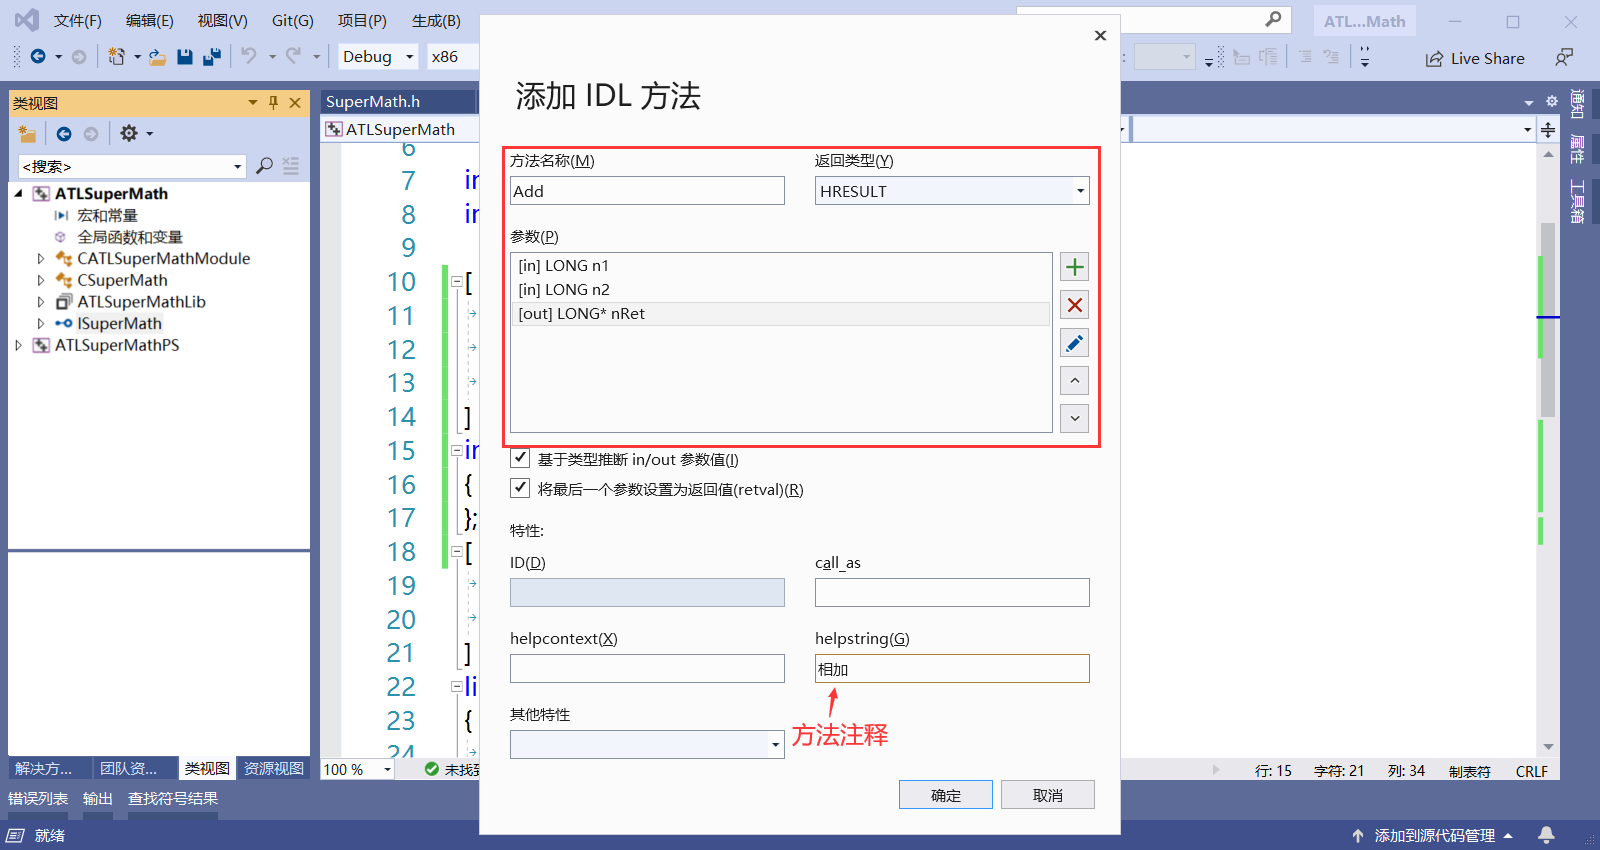 文件(F) 编辑(E) 视图(V) Git(G) 项目(P) 生成(B)
ATL...Math
Debug x86
Live Share
类视图
<搜索>
ATLSuperMath
宏和常量
全局函数和变量
CATLSuperMathModule
CSuperMath
ATLSuperMathLib
ISuperMath
ATLSuperMathPS
解决方... 团队资... 类视图 资源视图
SuperMath.h
ATLSuperMath
6
7
8
9
10 [
11
12
13
14 ]
15 in
16 {
17 };
18 [
19
20
21 ]
22 li
23 {
24
100 % 未找到
添加 IDL 方法
方法名称(M) 返回类型(Y)
Add HRESULT
参数(P)
[in] LONG n1
[in] LONG n2
[out] LONG* nRet
基于类型推断 in/out 参数值(I)
将最后一个参数设置为返回值(retval)(R)
特性:
ID(D) call_as
helpcontext(X) helpstring(G)
相加
其他特性
方法注释
确定 取消
通知
属性
工具箱
行: 15 字符: 21 列: 34 制表符 CRLF
错误列表 输出 查找符号结果
就绪 添加到源代码管理